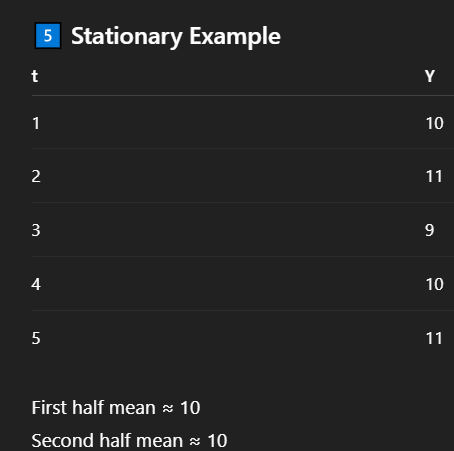 5 Stationary Example
t Y
1 10
2 11
3 9
4 10
5 11
First half mean ≈ 10
Second half mean ≈ 10